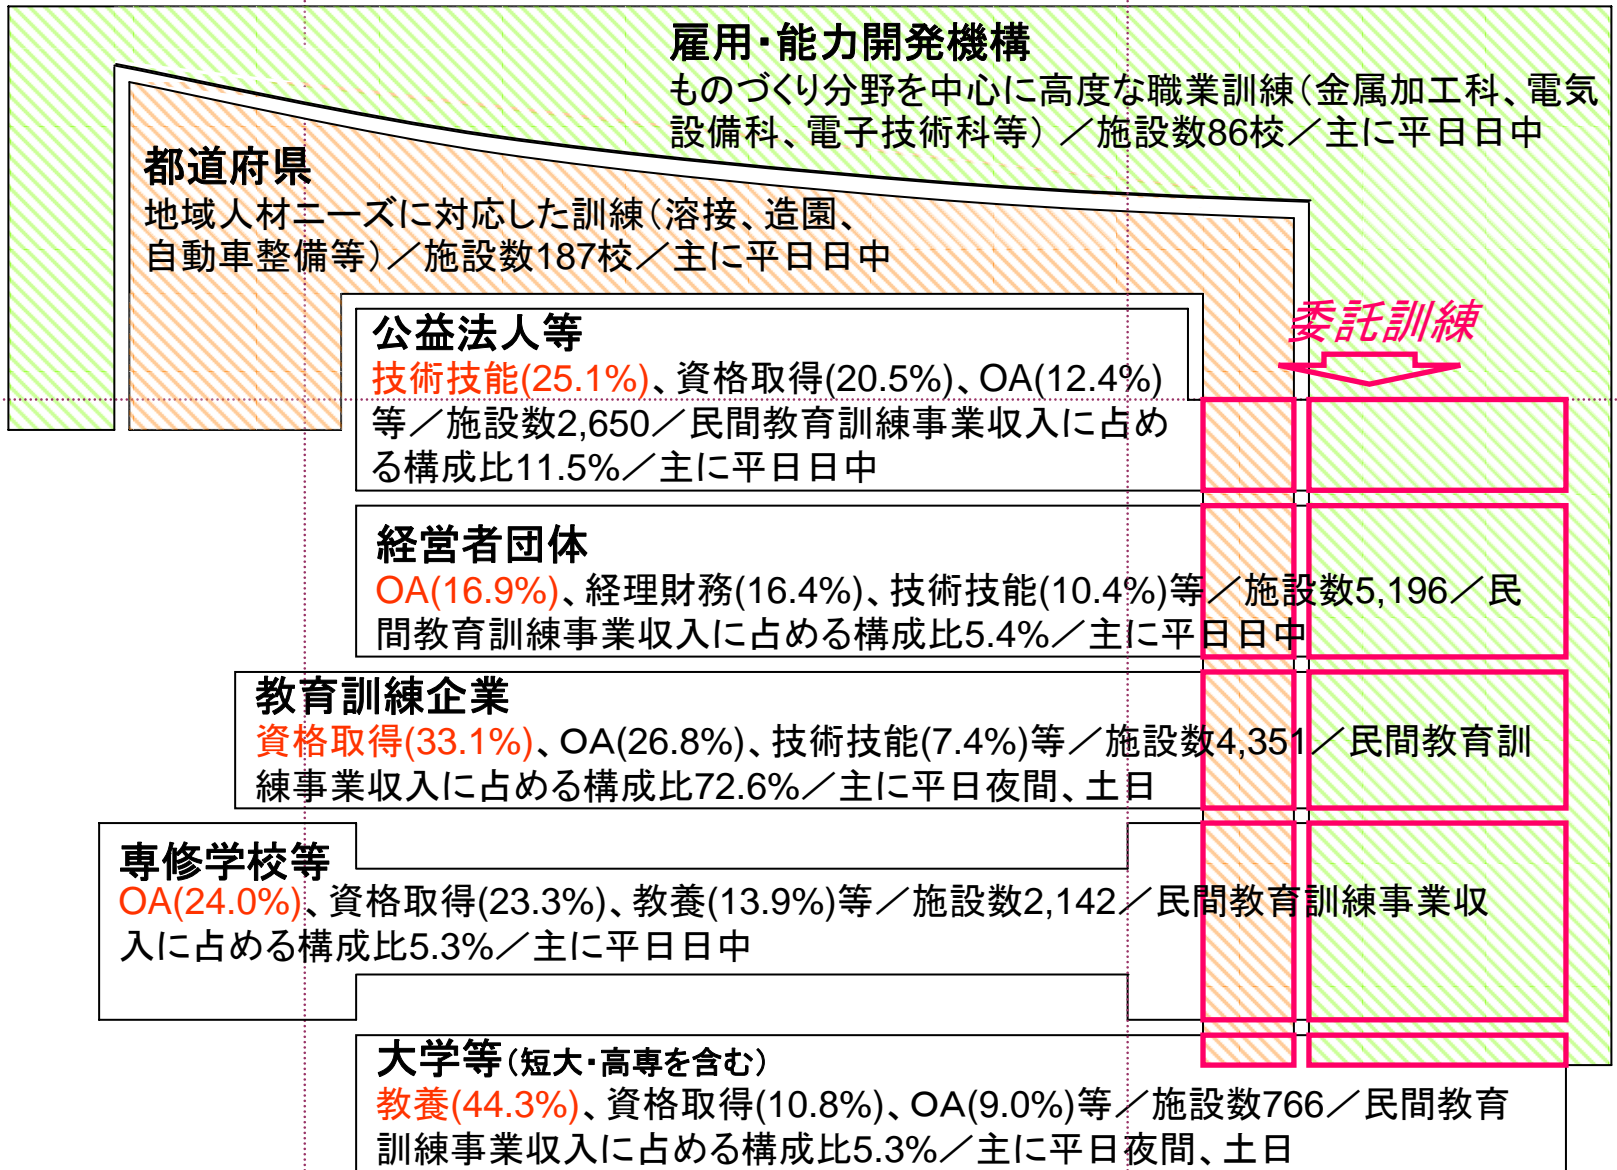 雇用・能力開発機構
ものづくり分野を中心に高度な職業訓練（金属加工科、電気
設備科、電子技術科等）／施設数86校／主に平日日中
都道府県
地域人材ニーズに対応した訓練（溶接、造園、
自動車整備等）／施設数187校／主に平日日中
委託訓練
公益法人等
技術技能(25.1%)、資格取得(20.5%)、OA(12.4%)
等／施設数2,650／民間教育訓練事業収入に占め
る構成比11.5%／主に平日日中
経営者団体
OA(16.9%)、経理財務(16.4%)、技術技能(10.4%)等／施設数5,196／民
間教育訓練事業収入に占める構成比5.4%／主に平日日中
教育訓練企業
資格取得(33.1%)、OA(26.8%)、技術技能(7.4%)等／施設数4,351／民間教育訓
練事業収入に占める構成比72.6%／主に平日夜間、土日
専修学校等
OA(24.0%)、資格取得(23.3%)、教養(13.9%)等／施設数2,142／民間教育訓練事業収
入に占める構成比5.3%／主に平日日中
大学等（短大・高専を含む）
教養(44.3%)、資格取得(10.8%)、OA(9.0%)等／施設数766／民間教育
訓練事業収入に占める構成比5.3%／主に平日夜間、土日